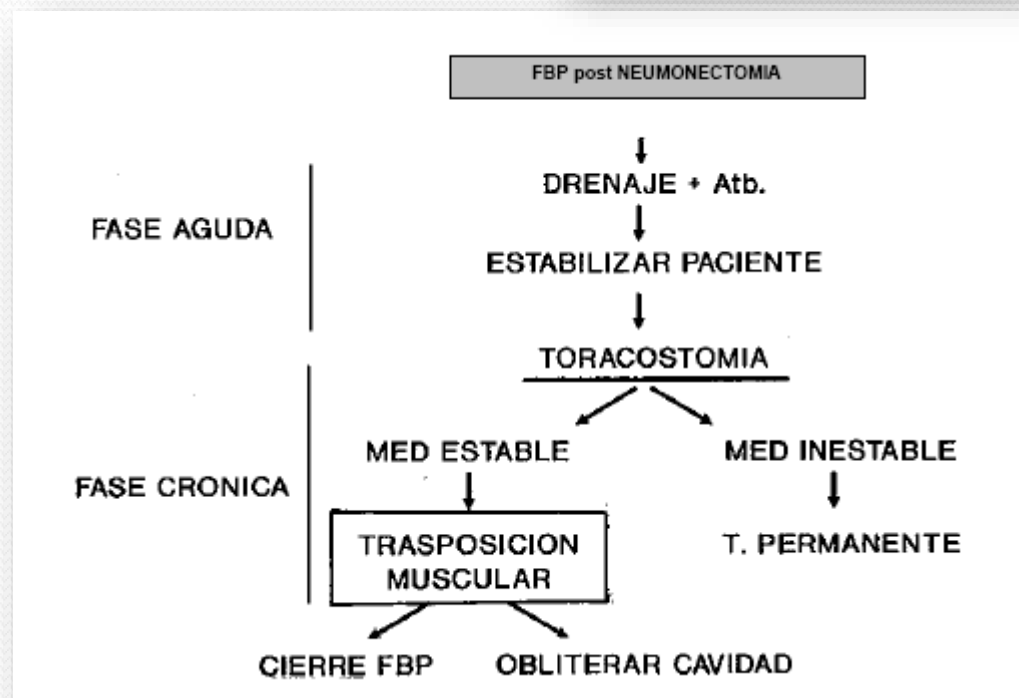 FBP post NEUMONECTOMIA
DRENAJE + Atb.
FASE AGUDA
ESTABILIZAR PACIENTE
TORACOSTOMIA
MED ESTABLE
MED INESTABLE
FASE CRONICA
TRASPOSICION
MUSCULAR
T. PERMANENTE
CIERRE FBP
OBLITERAR CAVIDAD